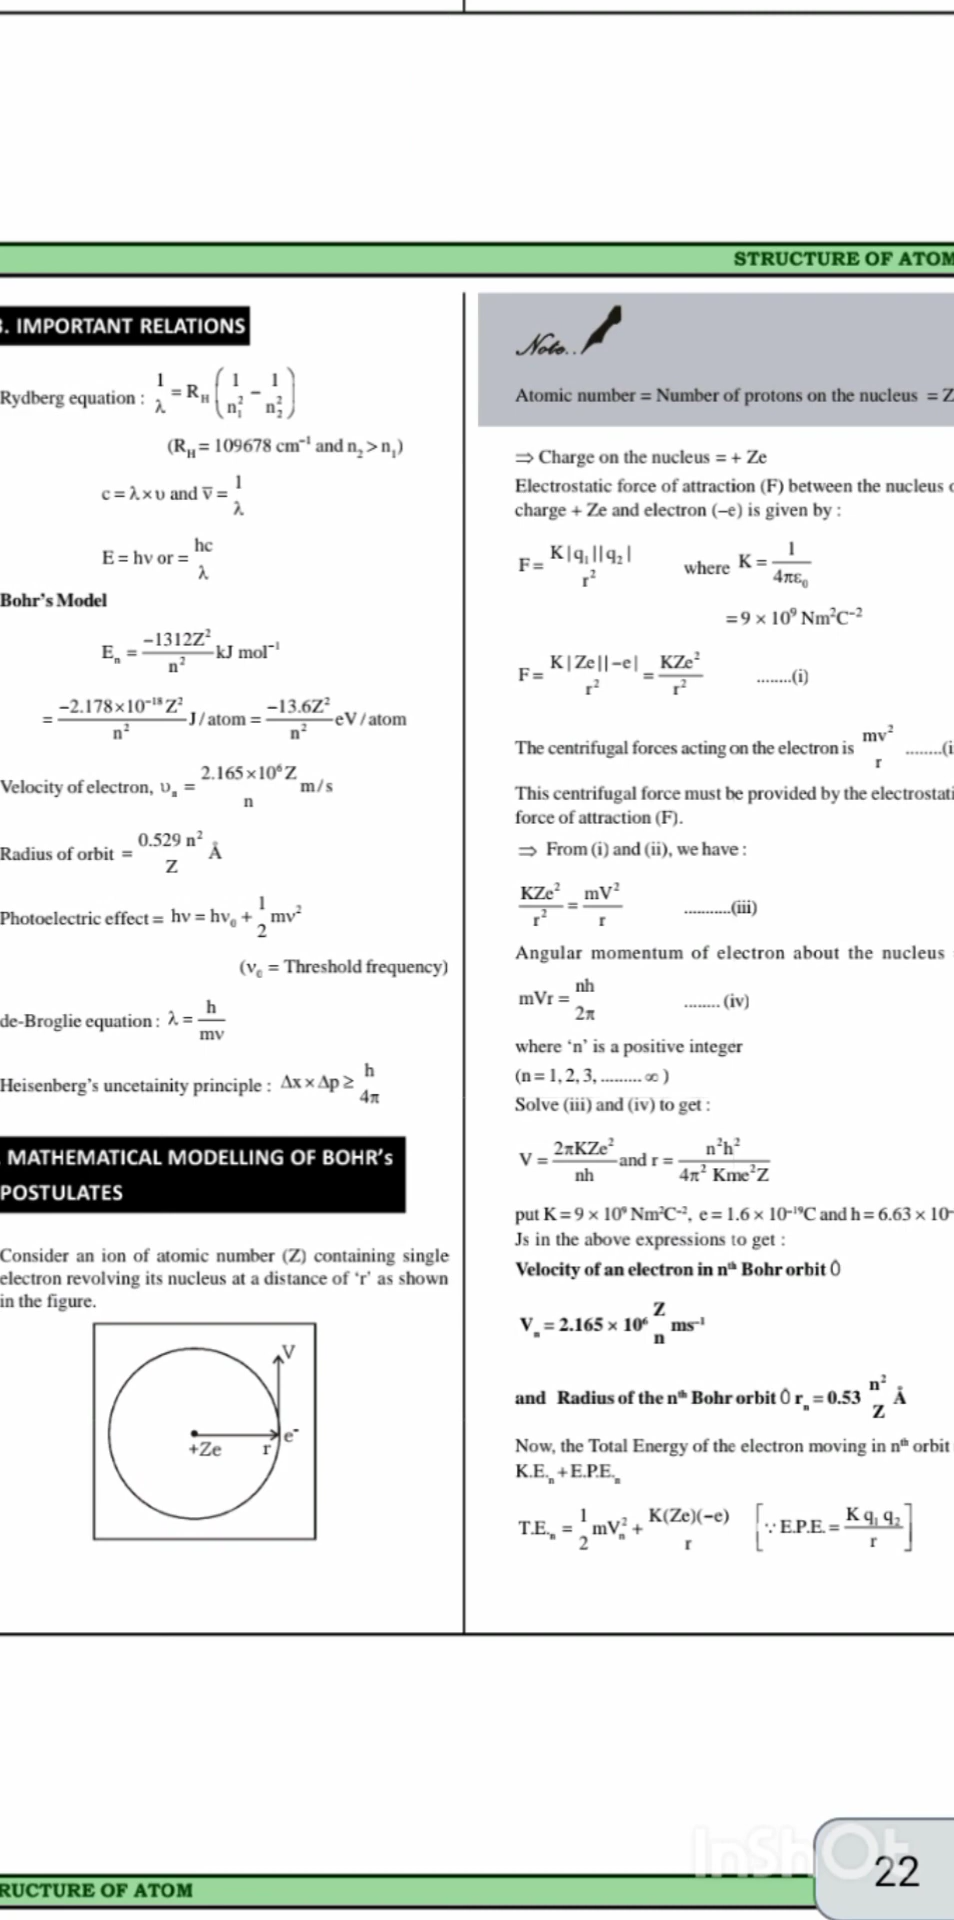 STRUCTURE OF ATOM
3. IMPORTANT RELATIONS
Rydberg equation : 1/λ = R_H (1/n₁² − 1/n₂²)
(R_H = 109678 cm⁻¹ and n₂ > n₁)
c = λ × υ and v̄ = 1/λ
E = hv or = hc/λ
Bohr's Model
Eₙ = −1312Z²/n² kJ mol⁻¹
= −2.178×10⁻¹⁸Z²/n² J/atom = −13.6Z²/n² eV/atom
Velocity of electron, υₙ = 2.165×10⁶Z/n m/s
Radius of orbit = 0.529 n²/Z Å
Photoelectric effect = hν = hν₀ + 1/2 mv²
(ν₀ = Threshold frequency)
de-Broglie equation : λ = h/mv
Heisenberg's uncetainity principle : Δx × Δp ≥ h/4π
MATHEMATICAL MODELLING OF BOHR's
POSTULATES
Consider an ion of atomic number (Z) containing single
electron revolving its nucleus at a distance of 'r' as shown
in the figure.
V
e⁻
+Ze r
Note..
Atomic number = Number of protons on the nucleus = Z
⇒ Charge on the nucleus = + Ze
Electrostatic force of attraction (F) between the nucleus
charge + Ze and electron (–e) is given by :
F = K|q₁||q₂|/r² where K = 1/4πε₀
= 9 × 10⁹ Nm²C⁻²
F = K|Ze||−e|/r² = KZe²/r² ........(i)
The centrifugal forces acting on the electron is mv²/r ........(i
This centrifugal force must be provided by the electrostati
force of attraction (F).
⇒ From (i) and (ii), we have :
KZe²/r² = mV²/r ...........(iii)
Angular momentum of electron about the nucleus
mVr = nh/2π ........ (iv)
where 'n' is a positive integer
(n = 1, 2, 3, ......... ∞ )
Solve (iii) and (iv) to get :
V = 2πKZe²/nh and r = n²h²/4π² Kme²Z
put K = 9 × 10⁹ Nm²C⁻², e = 1.6 × 10⁻¹⁹C and h = 6.63 × 10⁻
Js in the above expressions to get :
Velocity of an electron in nᵗʰ Bohr orbit Ô
Vₙ = 2.165 × 10⁶ Z/n ms⁻¹
and Radius of the nᵗʰ Bohr orbit Ô rₙ = 0.53 n²/Z Å
Now, the Total Energy of the electron moving in nᵗʰ orbit
K.E.ₙ + E.P.E.ₙ
T.E.ₙ = 1/2 mVₙ² + K(Ze)(−e)/r [∵ E.P.E. = K q₁ q₂/r]
InShOt
22
RUCTURE OF ATOM